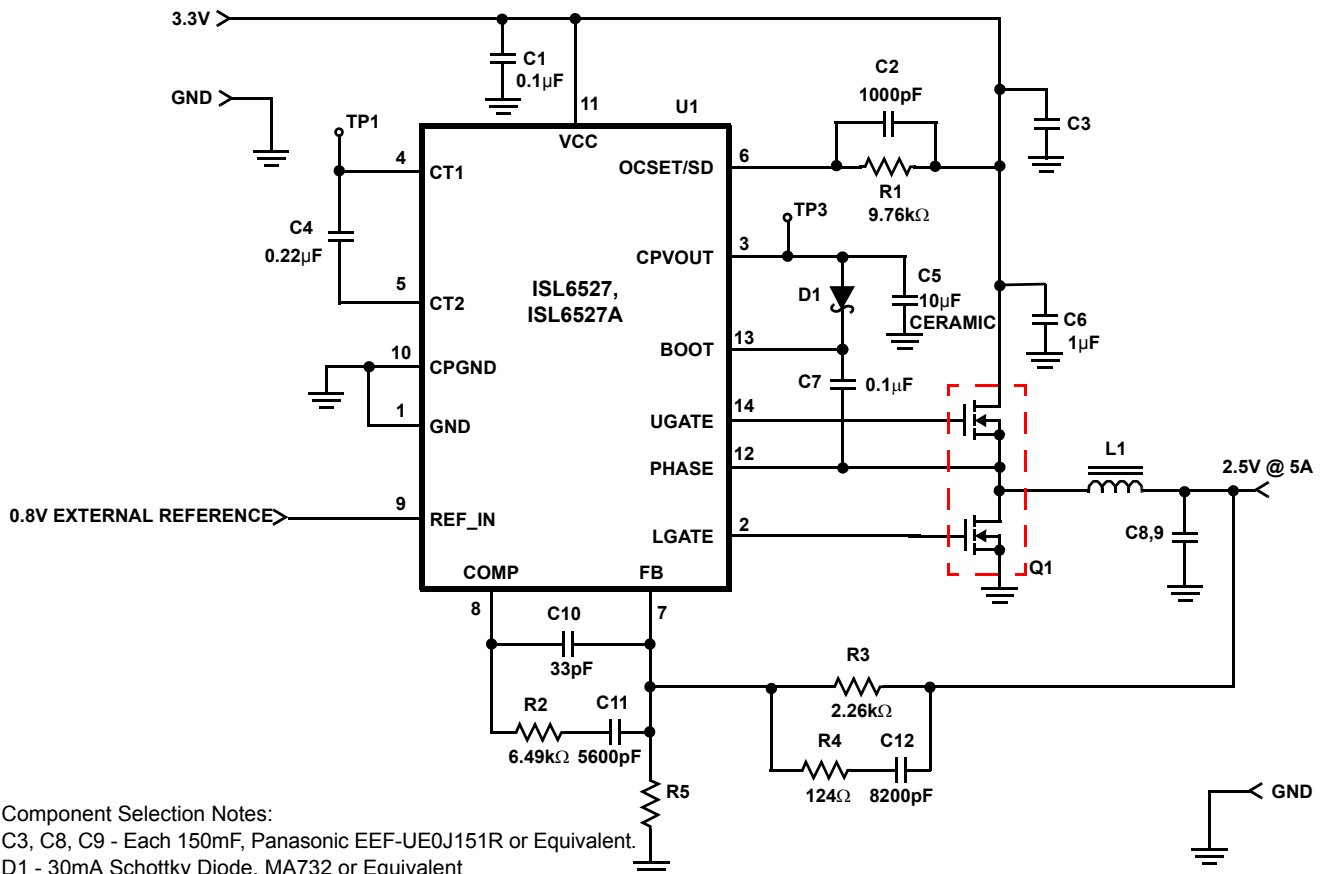 3.3V
C1
0.1µF
C2
1000pF
GND
11
U1
C3
TP1
VCC
4
CT1
OCSET/SD
6
R1
9.76kΩ
TP3
C4
0.22µF
CPVOUT
3
C5
10µF
CERAMIC
5
CT2
ISL6527,
ISL6527A
D1
C6
1µF
BOOT
13
10
CPGND
C7
0.1µF
1
GND
UGATE
14
PHASE
12
L1
2.5V @ 5A
0.8V EXTERNAL REFERENCE
9
REF_IN
LGATE
2
C8,9
Q1
COMP
FB
8
7
C10
33pF
R3
2.26kΩ
R2
6.49kΩ
C11
5600pF
R4
124Ω
C12
8200pF
R5
GND
Component Selection Notes:
C3, C8, C9 - Each 150mF, Panasonic EEF-UE0J151R or Equivalent.
D1 - 30mA Schottky Diode, MA732 or Equivalent